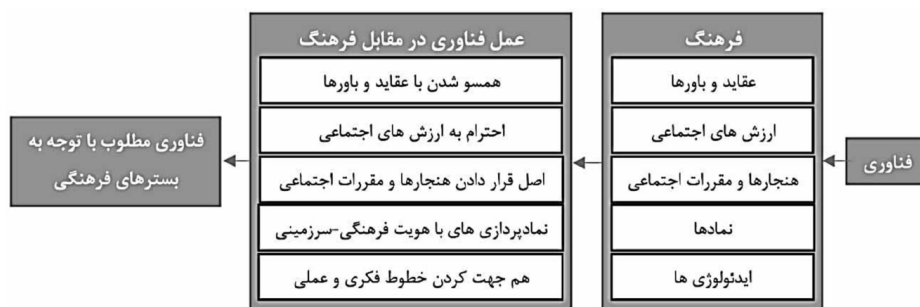 فناوری
فرهنگ
عقاید و باورها
ارزش های اجتماعی
هنجارها و مقررات اجتماعی
نمادها
ایدئولوژی ها
عمل فناوری در مقابل فرهنگ
همسو شدن با عقاید و باورها
احترام به ارزش های اجتماعی
اصل قرار دادن هنجارها و مقررات اجتماعی
نمادپردازی های با هویت فرهنگی-سرزمینی
هم جهت کردن خطوط فکری و عملی
فناوری مطلوب با توجه به
بسترهای فرهنگی